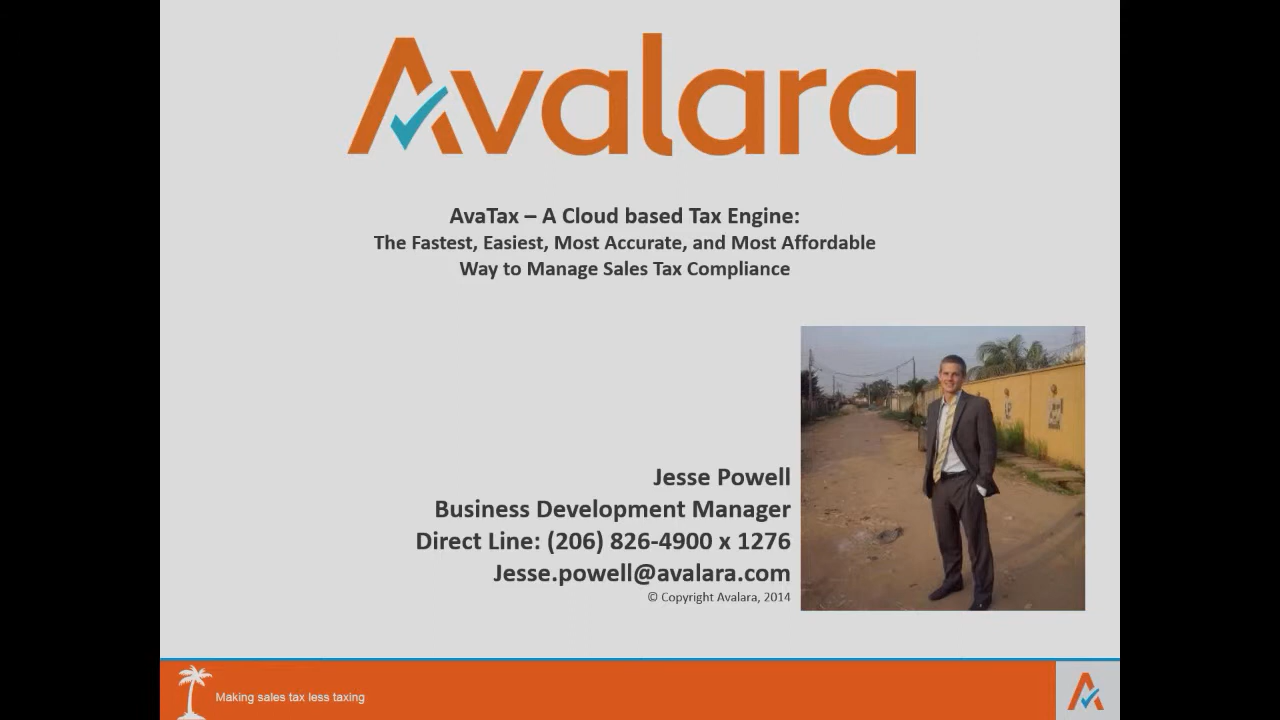 Avalara
AvaTax – A Cloud based Tax Engine:
The Fastest, Easiest, Most Accurate, and Most Affordable
Way to Manage Sales Tax Compliance
Jesse Powell
Business Development Manager
Direct Line: (206) 826-4900 x 1276
Jesse.powell@avalara.com
© Copyright Avalara, 2014
Making sales tax less taxing